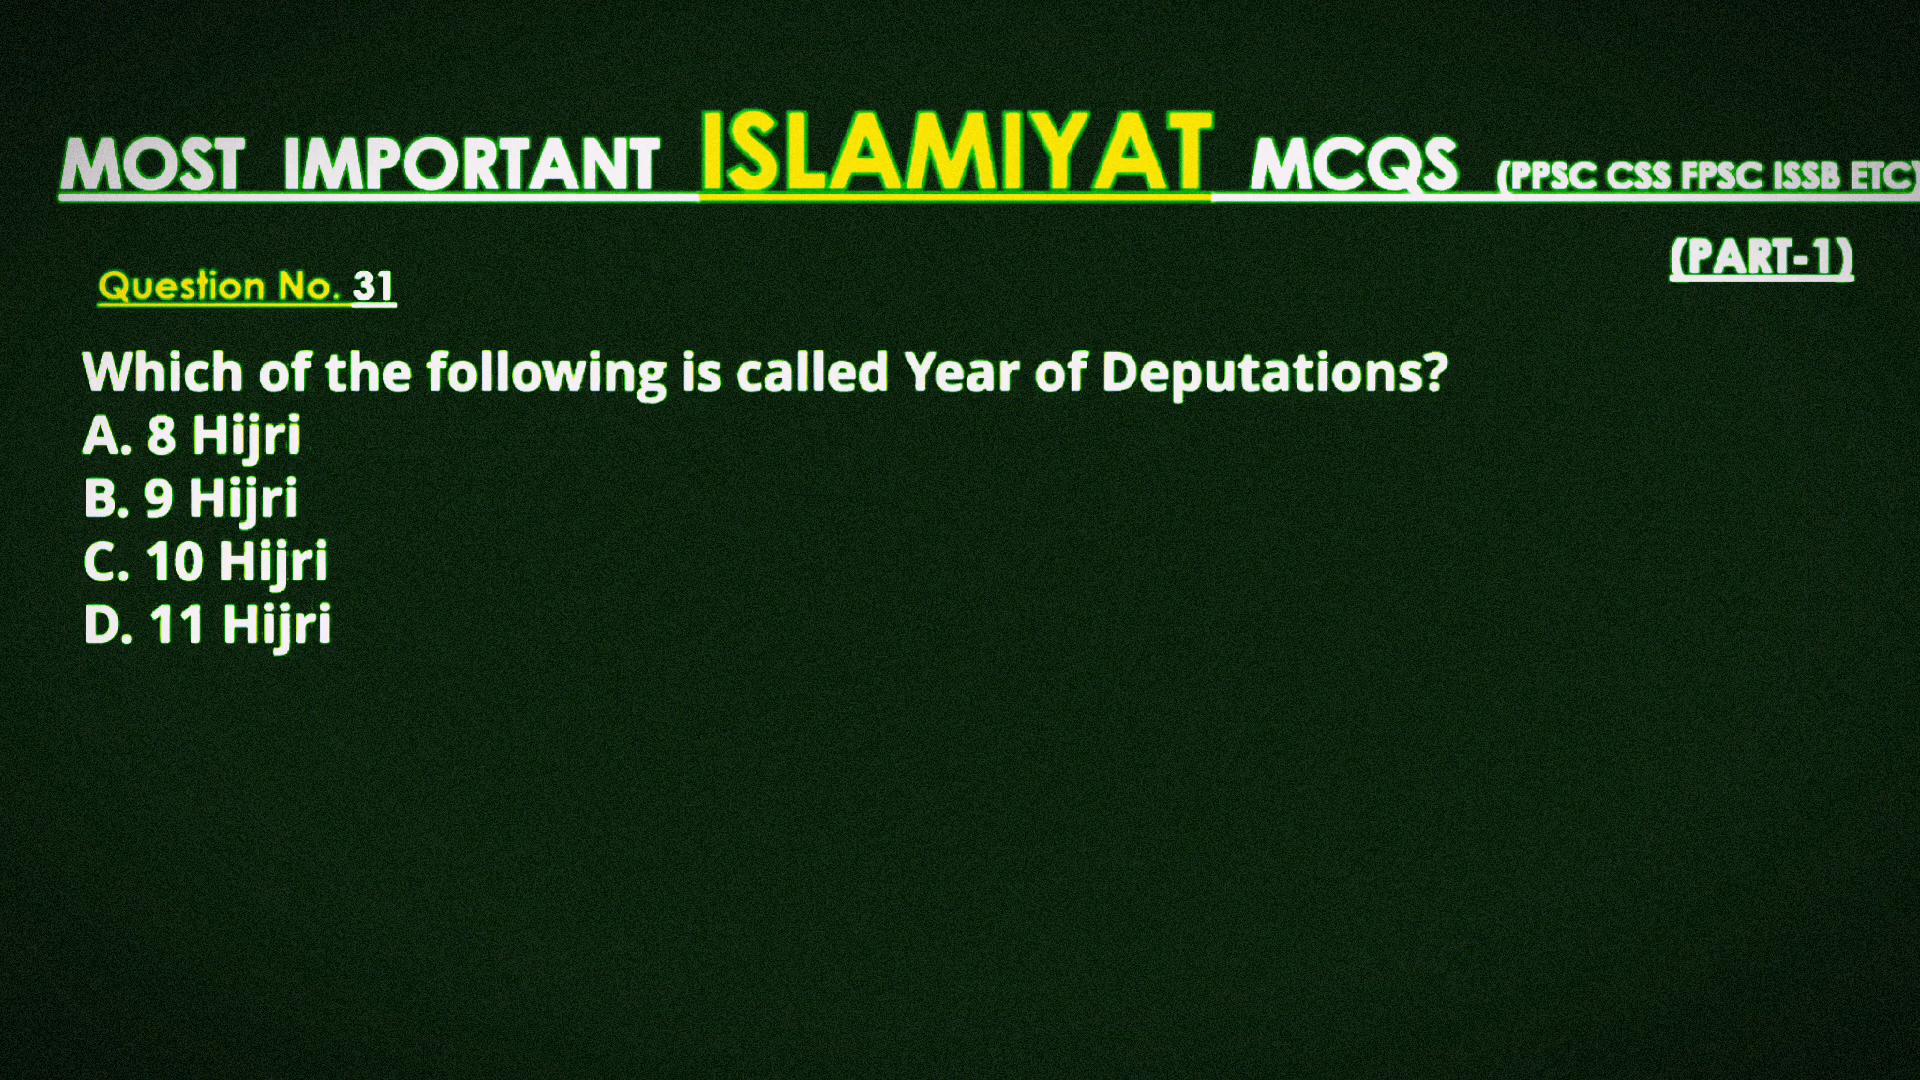 MOST IMPORTANT ISLAMIYAT MCQS (PPSC CSS FPSC ISSB ETC)
(PART-1)
Question No. 31
Which of the following is called Year of Deputations?
A. 8 Hijri
B. 9 Hijri
C. 10 Hijri
D. 11 Hijri